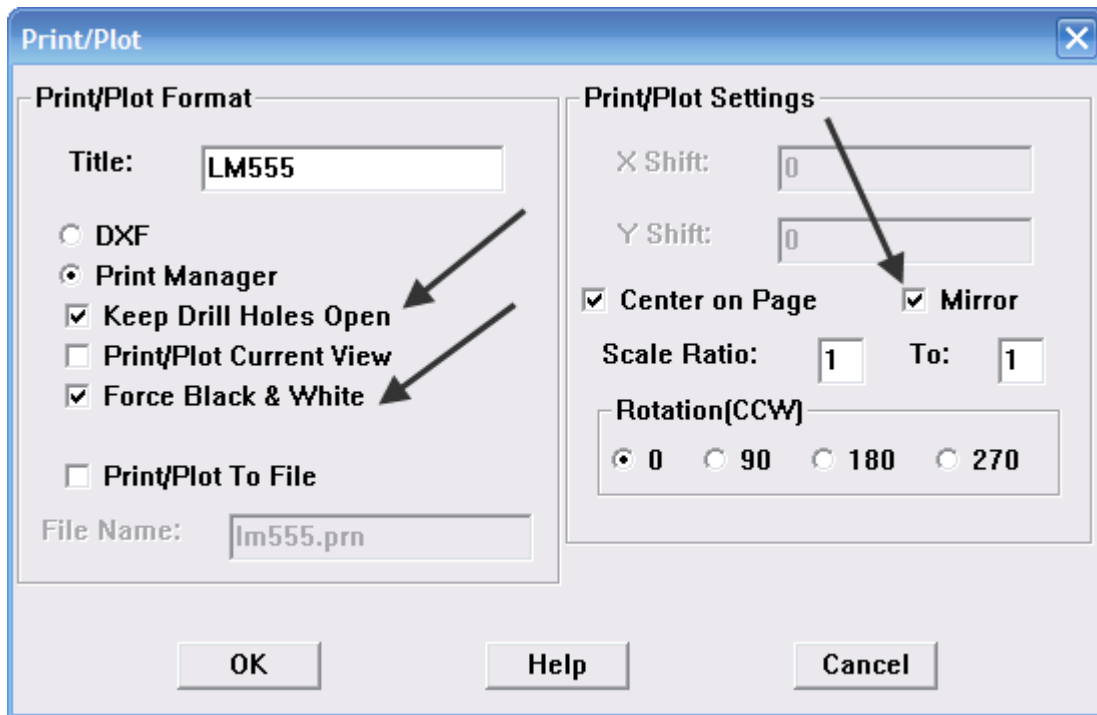 Print/Plot
Print/Plot Format
Title: LM555
DXF
Print Manager
Keep Drill Holes Open
Print/Plot Current View
Force Black & White
Print/Plot To File
File Name: lm555.prn
Print/Plot Settings
X Shift: 0
Y Shift: 0
Center on Page Mirror
Scale Ratio: 1 To: 1
Rotation(CCW)
0 90 180 270
OK Help Cancel